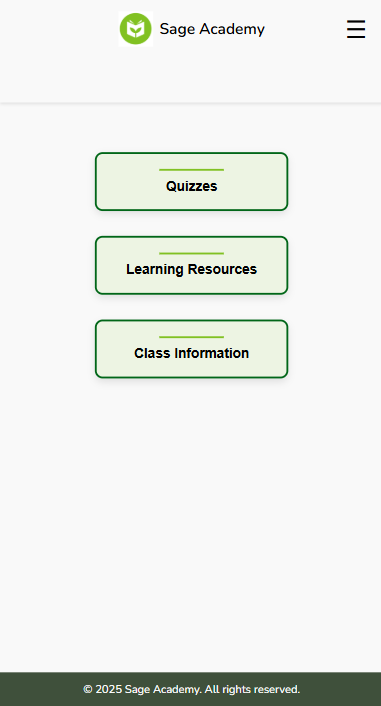 Sage Academy
Quizzes
Learning Resources
Class Information
© 2025 Sage Academy. All rights reserved.